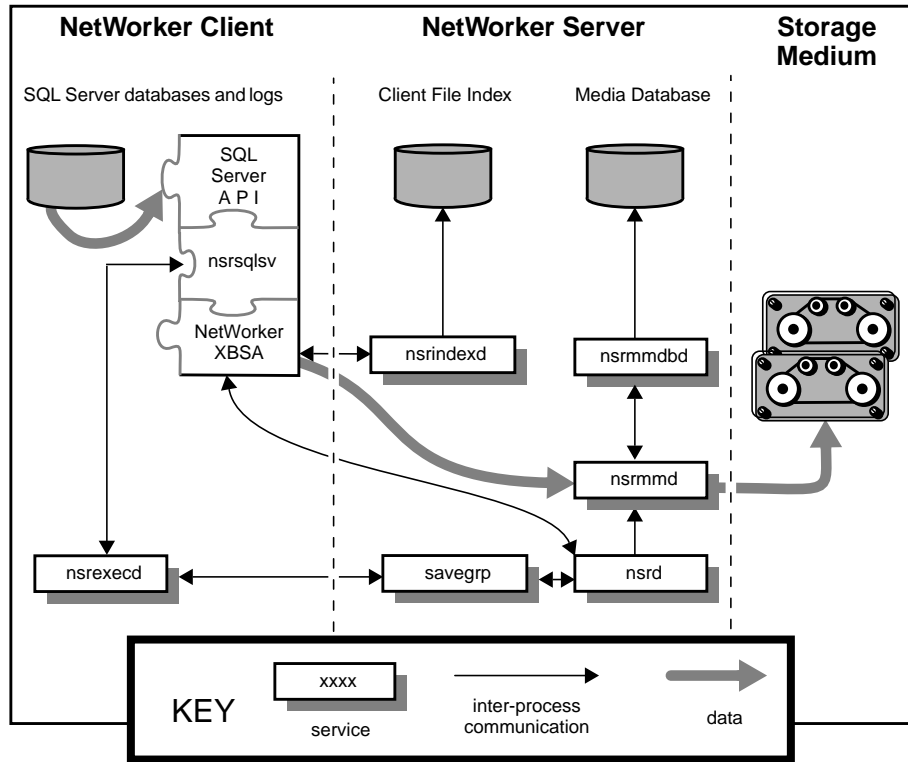 NetWorker Client
NetWorker Server
Storage
Medium
SQL Server databases and logs
Client File Index
Media Database
SQL
Server
A P I
nsrsqlsv
NetWorker
XBSA
nsrindexd
nsrmmdbd
nsrmmd
nsrexecd
savegrp
nsrd
KEY
xxxx
service
inter-process
communication
data